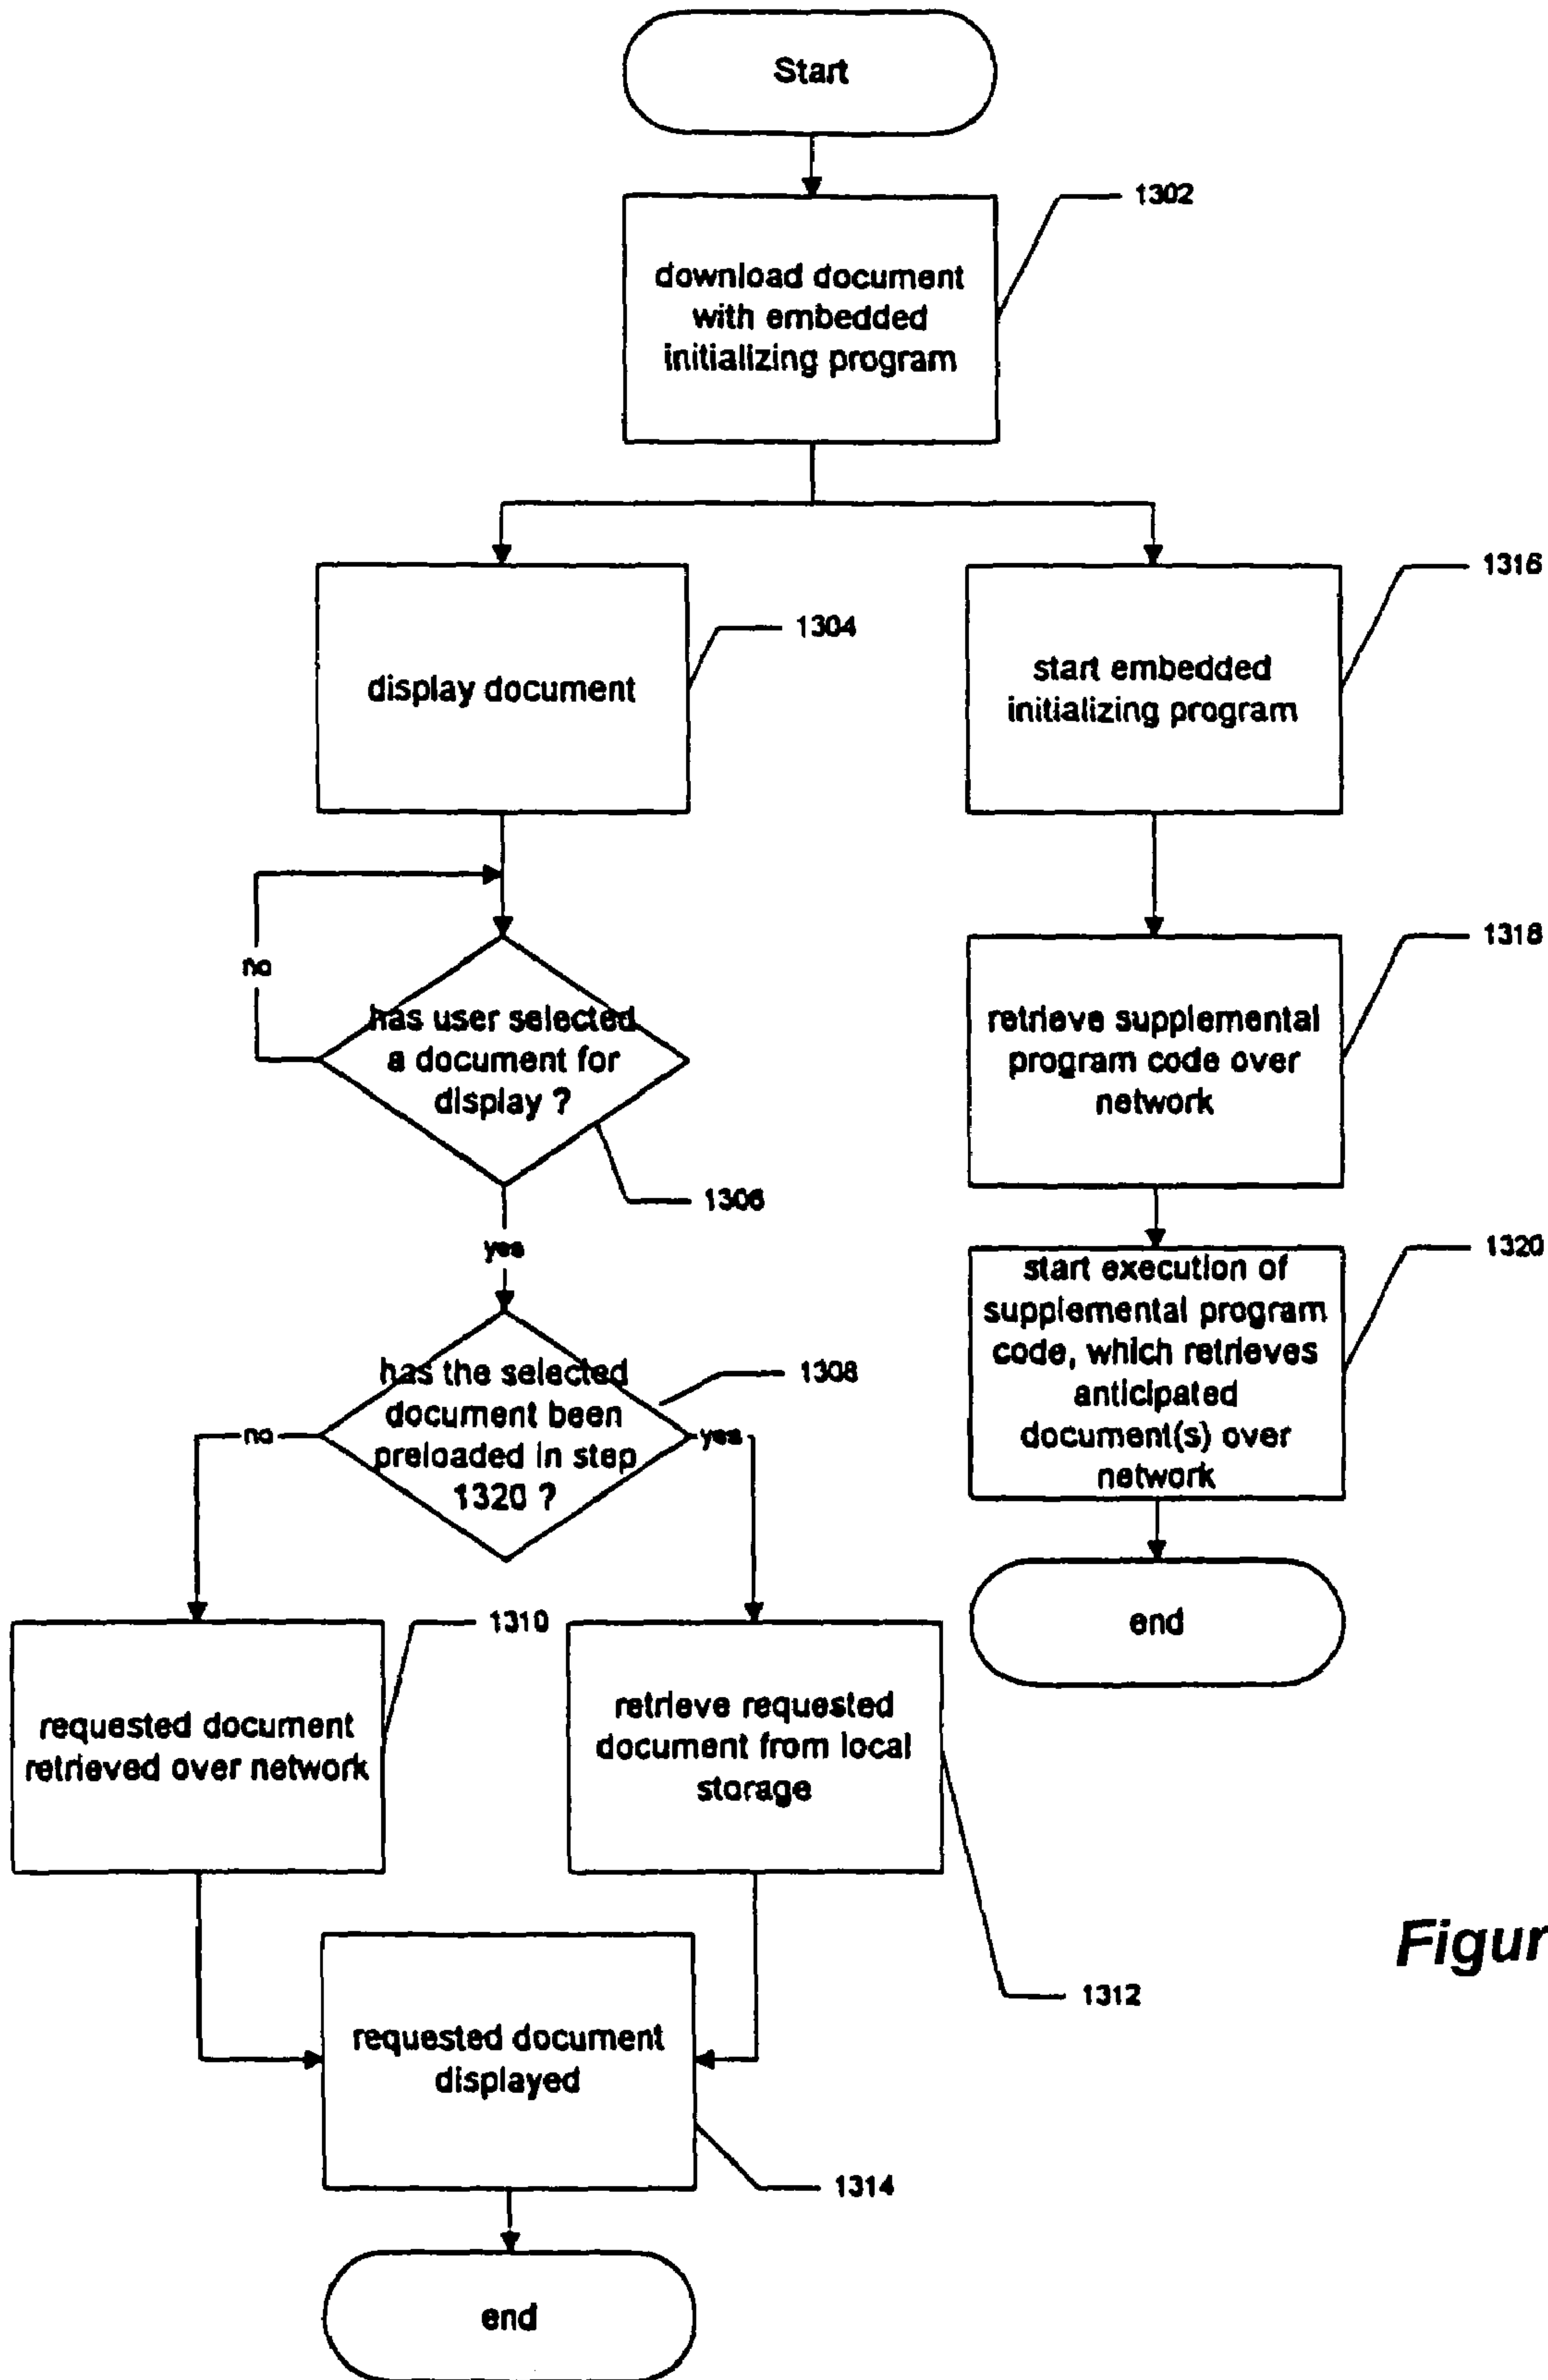 Start
1302
download document
with embedded
initializing program
1316
1304
display document
start embedded
initializing program
no
1318
has user selected
a document for
display ?
retrieve supplemental
program code over
network
1306
yes
1320
start execution of
supplemental program
code, which retrieves
anticipated
document(s) over
network
has the selected
document been
preloaded in step
1320 ?
1308
no
yes
1310
end
requested document
retrieved over network
retrieve requested
document from local
storage
Figur
1312
requested document
displayed
1314
end